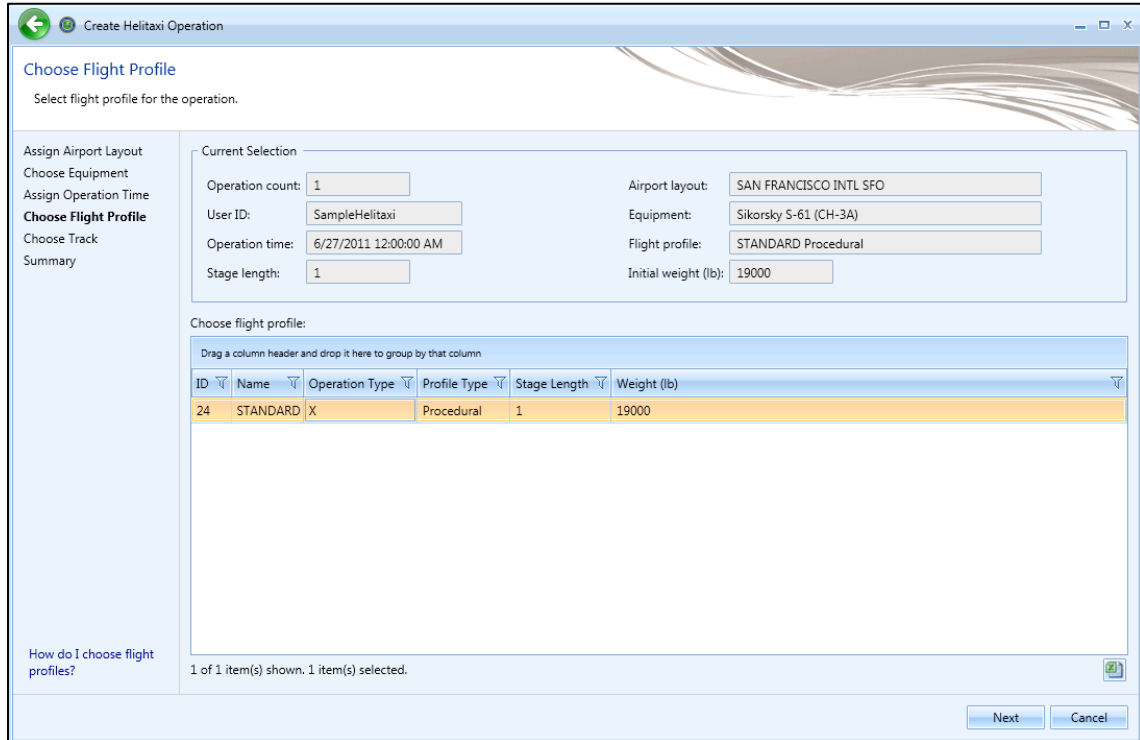 Create Helitaxi Operation
Choose Flight Profile
Select flight profile for the operation.
Assign Airport Layout
Choose Equipment
Assign Operation Time
Choose Flight Profile
Choose Track
Summary
How do I choose flight
profiles?
Current Selection
Operation count: 1 Airport layout: SAN FRANCISCO INTL SFO
User ID: SampleHelitaxi Equipment: Sikorsky S-61 (CH-3A)
Operation time: 6/27/2011 12:00:00 AM Flight profile: STANDARD Procedural
Stage length: 1 Initial weight (lb): 19000
Choose flight profile:
Drag a column header and drop it here to group by that column
ID Name Operation Type Profile Type Stage Length Weight (lb)
24 STANDARD X Procedural 1 19000
1 of 1 item(s) shown. 1 item(s) selected.
Next Cancel